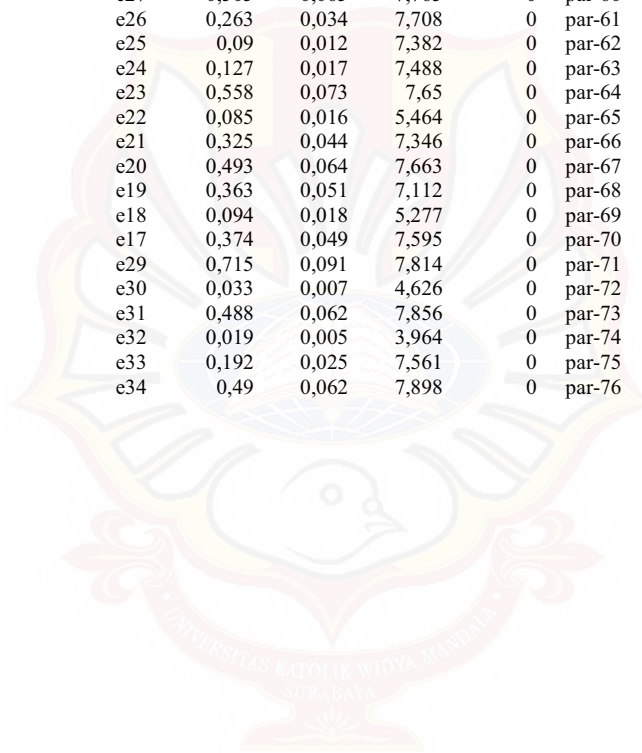 e26 0,263 0,034 7,708 0 par-61
e25 0,09 0,012 7,382 0 par-62
e24 0,127 0,017 7,488 0 par-63
e23 0,558 0,073 7,65 0 par-64
e22 0,085 0,016 5,464 0 par-65
e21 0,325 0,044 7,346 0 par-66
e20 0,493 0,064 7,663 0 par-67
e19 0,363 0,051 7,112 0 par-68
e18 0,094 0,018 5,277 0 par-69
e17 0,374 0,049 7,595 0 par-70
e29 0,715 0,091 7,814 0 par-71
e30 0,033 0,007 4,626 0 par-72
e31 0,488 0,062 7,856 0 par-73
e32 0,019 0,005 3,964 0 par-74
e33 0,192 0,025 7,561 0 par-75
e34 0,49 0,062 7,898 0 par-76
UNIVERSITAS KATOLIK WIDYA MANDALA
SURABAYA